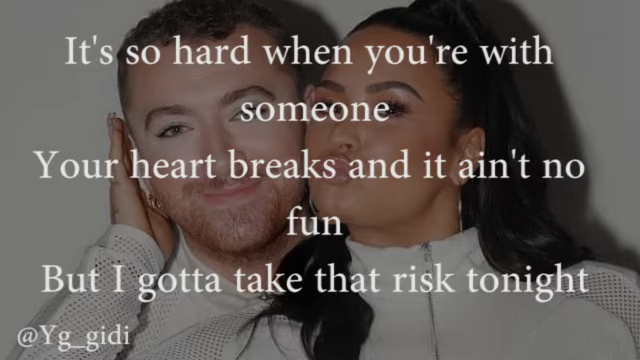 It's so hard when you're with
someone
Your heart breaks and it ain't no
fun
But I gotta take that risk tonight
@Yg_gidi